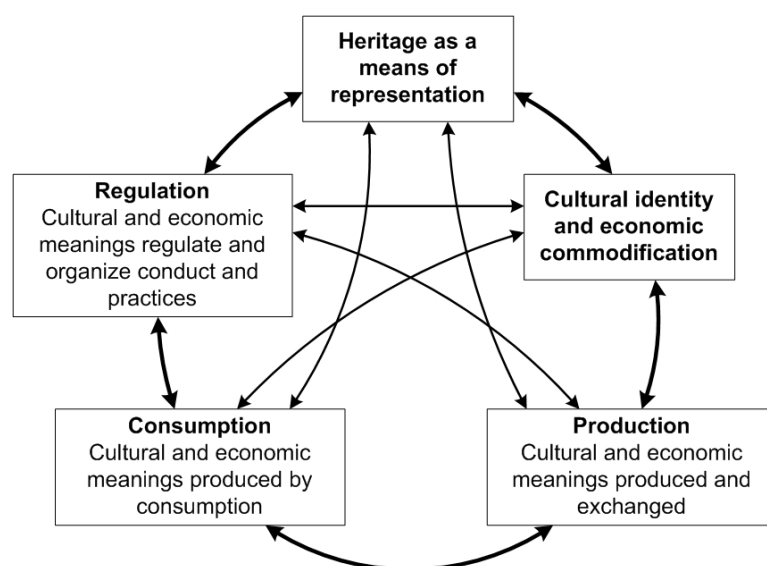 Heritage as a
means of
representation
Regulation
Cultural and economic
meanings regulate and
organize conduct and
practices
Cultural identity
and economic
commodification
Consumption
Cultural and economic
meanings produced by
consumption
Production
Cultural and economic
meanings produced and
exchanged